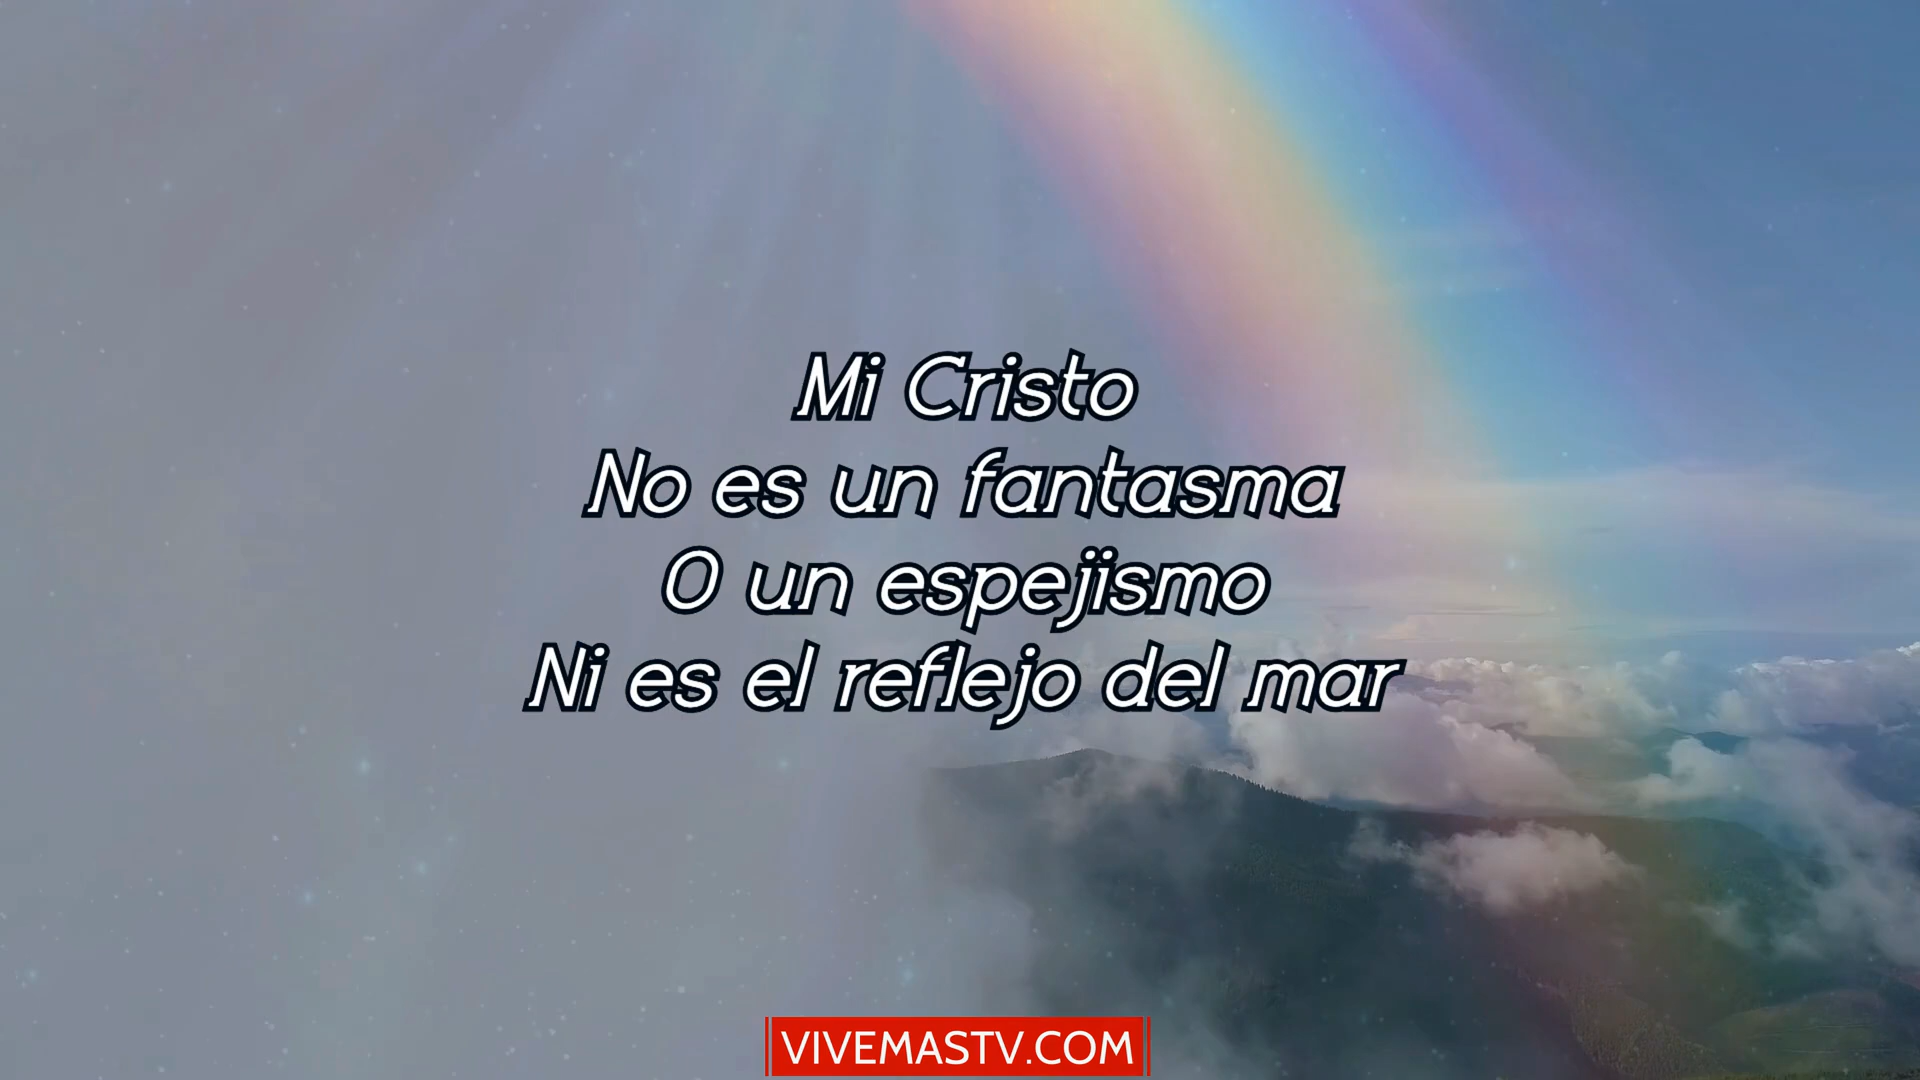 Mi Cristo
No es un fantasma
O un espejismo
Ni es el reflejo del mar
VIVEMASTV.COM